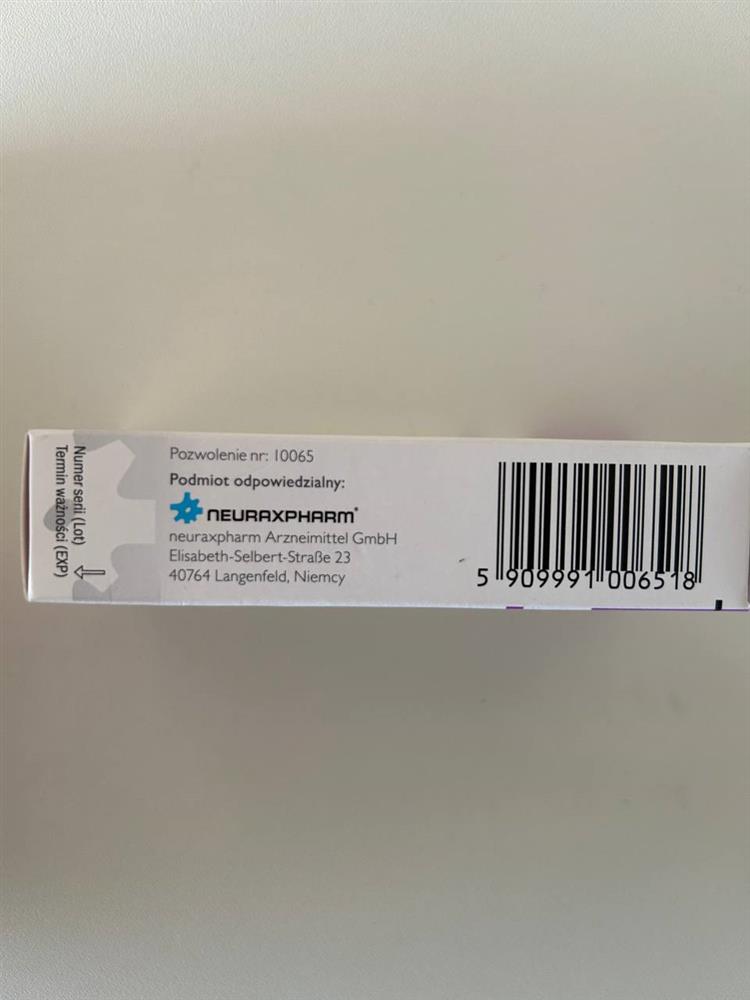 Numer serii (Lot)
Termin ważności (EXP)
Pozwolenie nr: 10065
Podmiot odpowiedzialny:
NEURAXPHARM®
neuraxpharm Arzneimittel GmbH
Elisabeth-Selbert-Straße 23
40764 Langenfeld, Niemcy
5 909991 006518